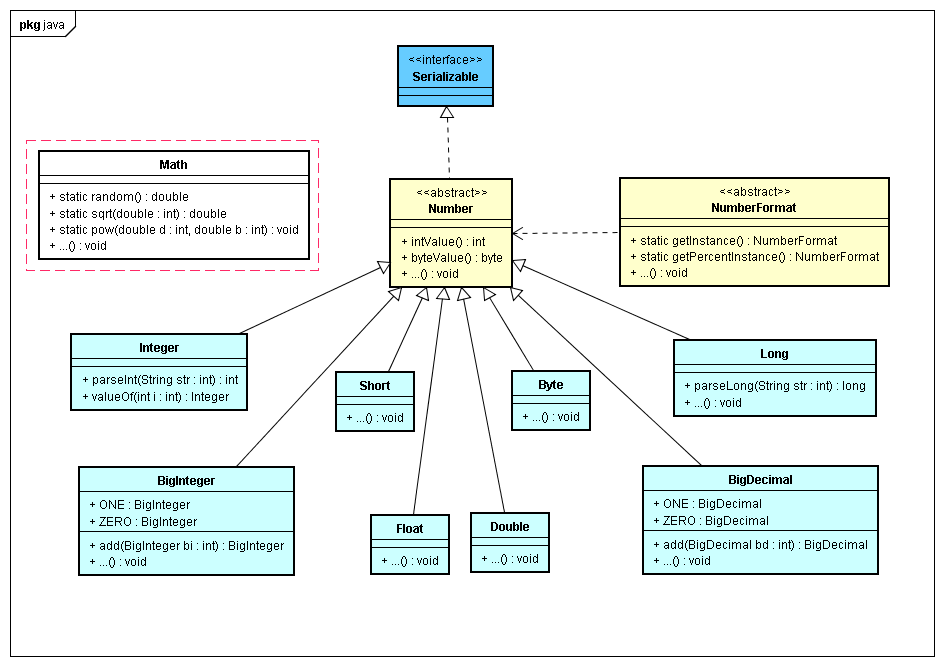 pkg java
<<interface>>
Serializable
Math
+ static random() : double
+ static sqrt(double : int) : double
+ static pow(double d : int, double b : int) : void
+ ...() : void
<<abstract>>
Number
+ intValue() : int
+ byteValue() : byte
+ ...() : void
<<abstract>>
NumberFormat
+ static getInstance() : NumberFormat
+ static getPercentInstance() : NumberFormat
+ ...() : void
Integer
+ parseInt(String str : int) : int
+ valueOf(int i : int) : Integer
Short
+ ...() : void
Byte
+ ...() : void
Long
+ parseLong(String str : int) : long
+ ...() : void
BigInteger
+ ONE : BigInteger
+ ZERO : BigInteger
+ add(BigInteger bi : int) : BigInteger
+ ...() : void
Float
+ ...() : void
Double
+ ...() : void
BigDecimal
+ ONE : BigDecimal
+ ZERO : BigDecimal
+ add(BigDecimal bd : int) : BigDecimal
+ ...() : void